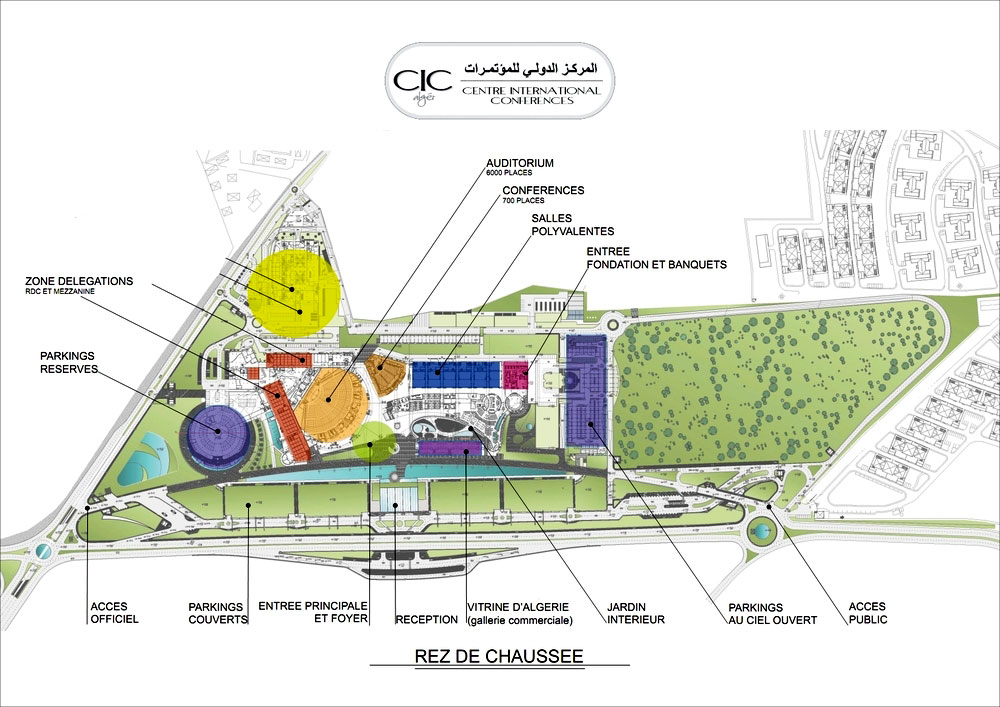 CIC
alger
المركز الدولي للمؤتمرات
CENTRE INTERNATIONAL
CONFERENCES
AUDITORIUM
6000 PLACES
CONFERENCES
700 PLACES
SALLES
POLYVALENTES
ENTREE
FONDATION ET BANQUETS
ZONE DELEGATIONS
RDC ET MEZZANINE
PARKINGS
RESERVES
ACCES
OFFICIEL
PARKINGS
COUVERTS
ENTREE PRINCIPALE
ET FOYER
RECEPTION
VITRINE D'ALGERIE
(gallerie commerciale)
JARDIN
INTERIEUR
PARKINGS
AU CIEL OUVERT
ACCES
PUBLIC
REZ DE CHAUSSEE